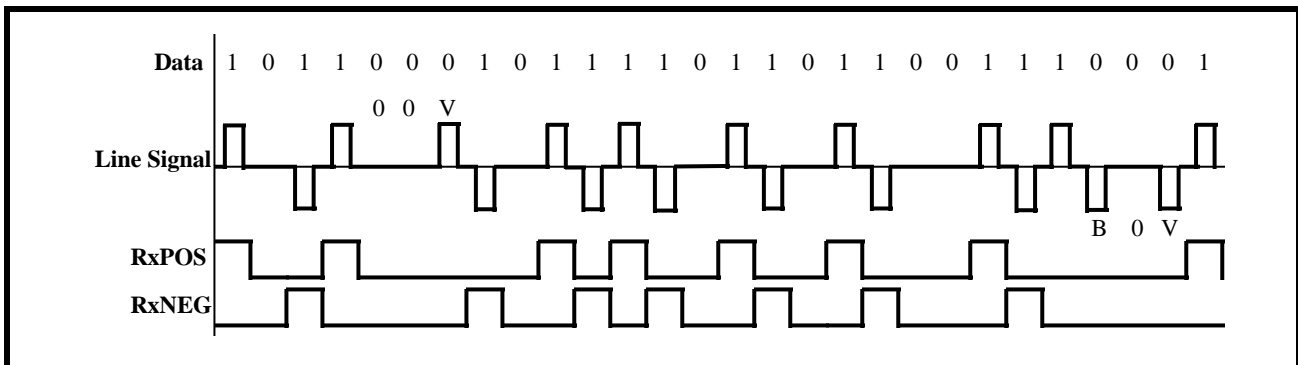 Data 1 0 1 1 0 0 0 1 0 1 1 1 1 0 1 1 0 1 1 0 0 1 1 1 0 0 0 1
0 0 V
Line Signal
B 0 V
RxPOS
RxNEG